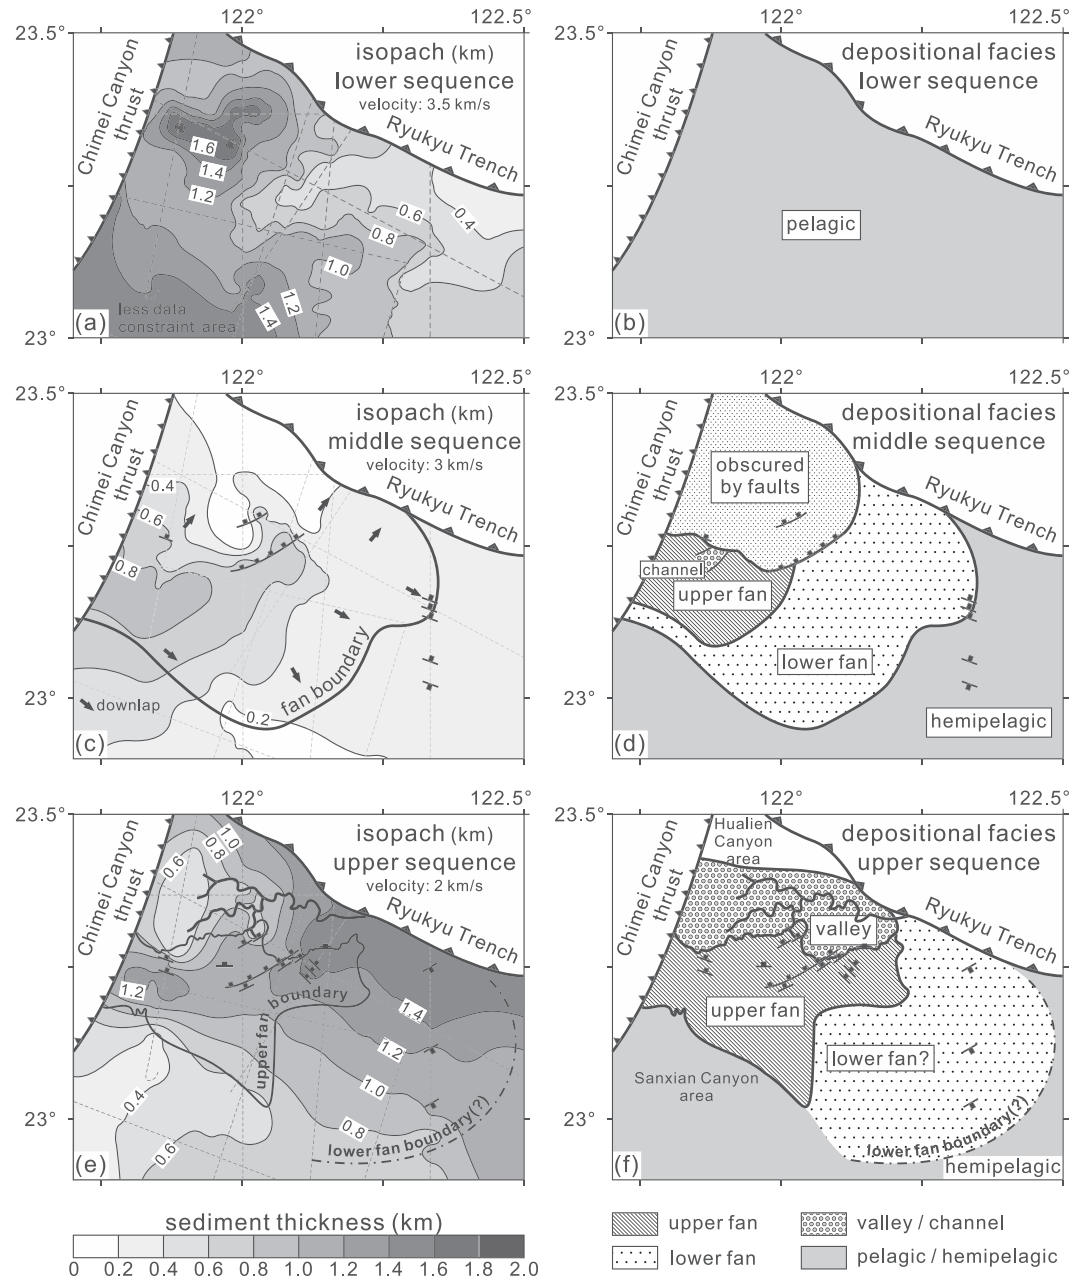 122° 122.5°
23.5°
isopach (km)
lower sequence
velocity: 3.5 km/s
Chimei Canyon
thrust
Ryukyu Trench
1.6
1.4
1.2
0.6
0.4
0.8
1.0
1.2
1.4
less data
constraint area
(a)
23°
122° 122.5°
depositional facies
lower sequence
Chimei Canyon
thrust
Ryukyu Trench
pelagic
(b)
122° 122.5°
23.5°
isopach (km)
middle sequence
velocity: 3 km/s
Chimei Canyon
thrust
Ryukyu Trench
0.4
0.6
0.8
fan boundary
0.2
downlap
(c)
23°
122° 122.5°
23.5°
depositional facies
middle sequence
Chimei Canyon
thrust
Ryukyu Trench
obscured
by faults
channel
upper fan
lower fan
hemipelagic
(d)
23°
122° 122.5°
23.5°
isopach (km)
upper sequence
velocity: 2 km/s
Chimei Canyon
thrust
Ryukyu Trench
1.0
0.8
0.6
1.2
upper fan boundary
1.4
1.2
1.0
0.8
0.4
0.6
lower fan boundary(?)
(e)
23°
122° 122.5°
23.5°
depositional facies
upper sequence
Hualien
Canyon
area
Chimei Canyon
thrust
Ryukyu Trench
valley
upper fan
lower fan?
Sanxian Canyon
area
lower fan boundary(?)
hemipelagic
(f)
23°
sediment thickness (km)
0 0.2 0.4 0.6 0.8 1.0 1.2 1.4 1.6 1.8 2.0
upper fan
valley / channel
lower fan
pelagic / hemipelagic
23.5°
23°